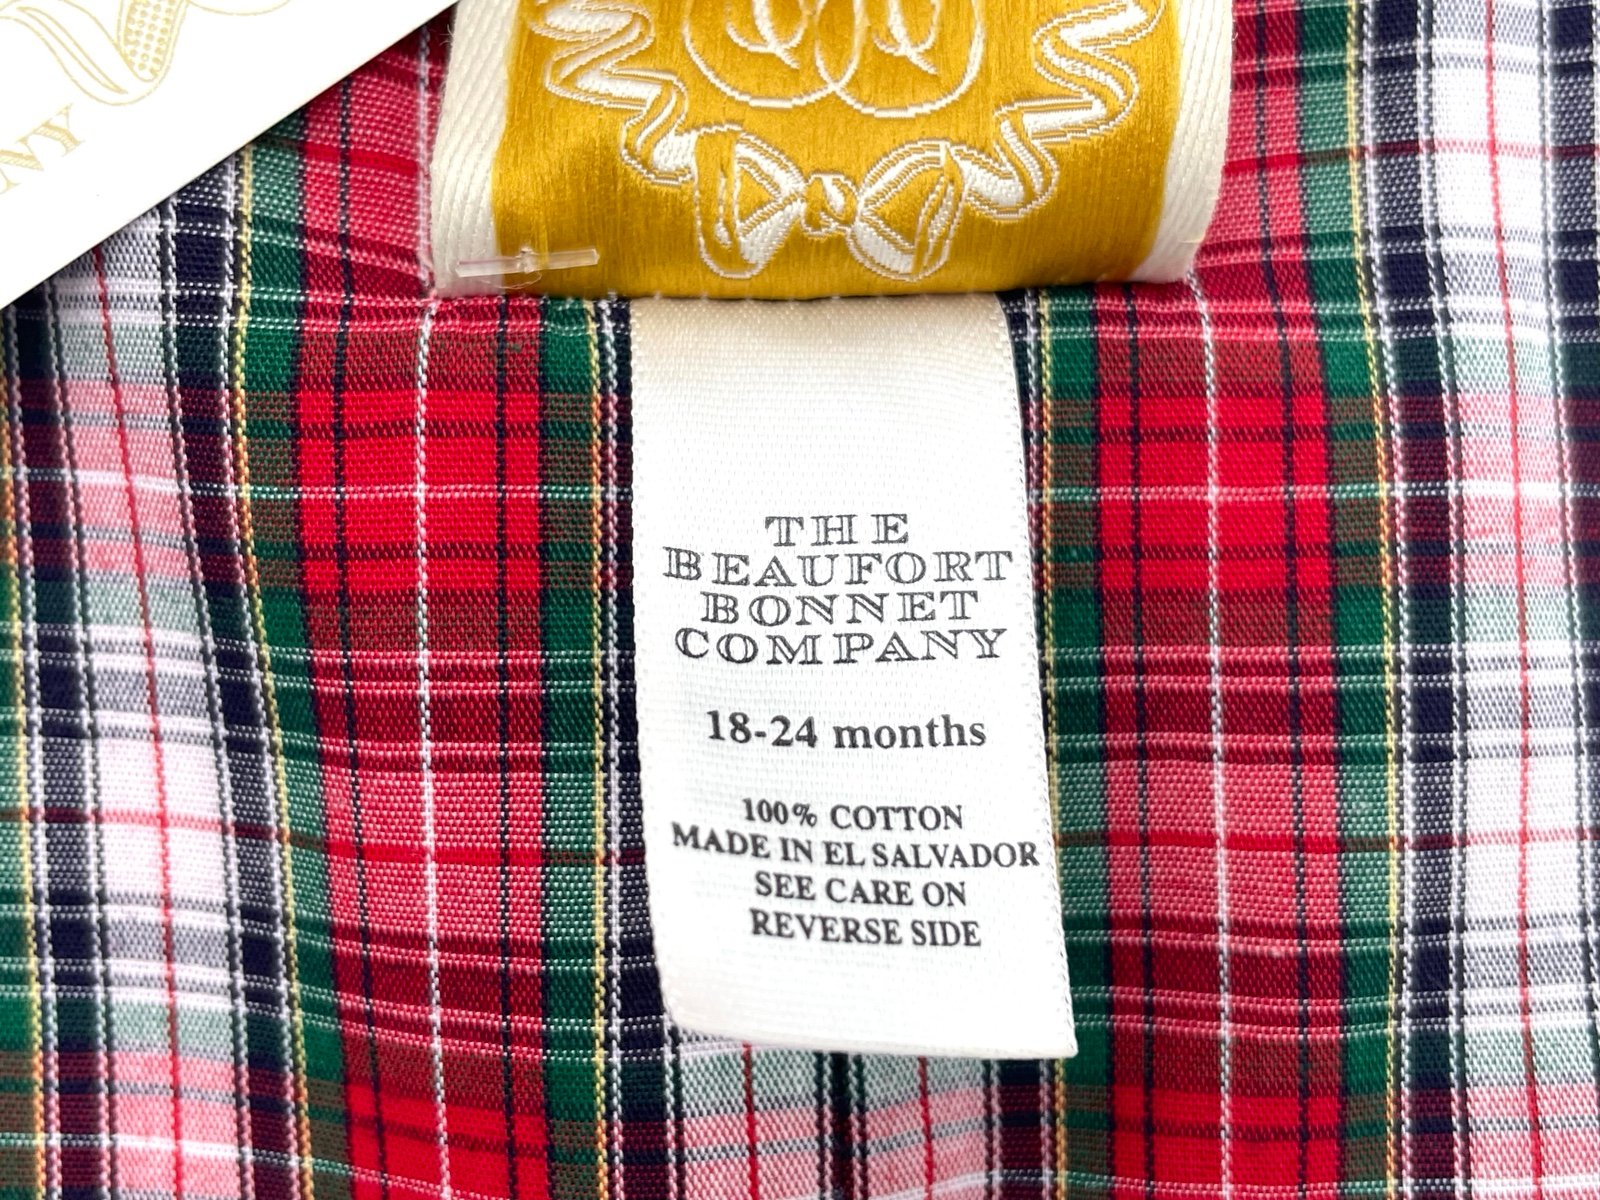 THE
BEAUFORT
BONNET
COMPANY
18-24 months
100% COTTON
MADE IN EL SALVADOR
SEE CARE ON
REVERSE SIDE